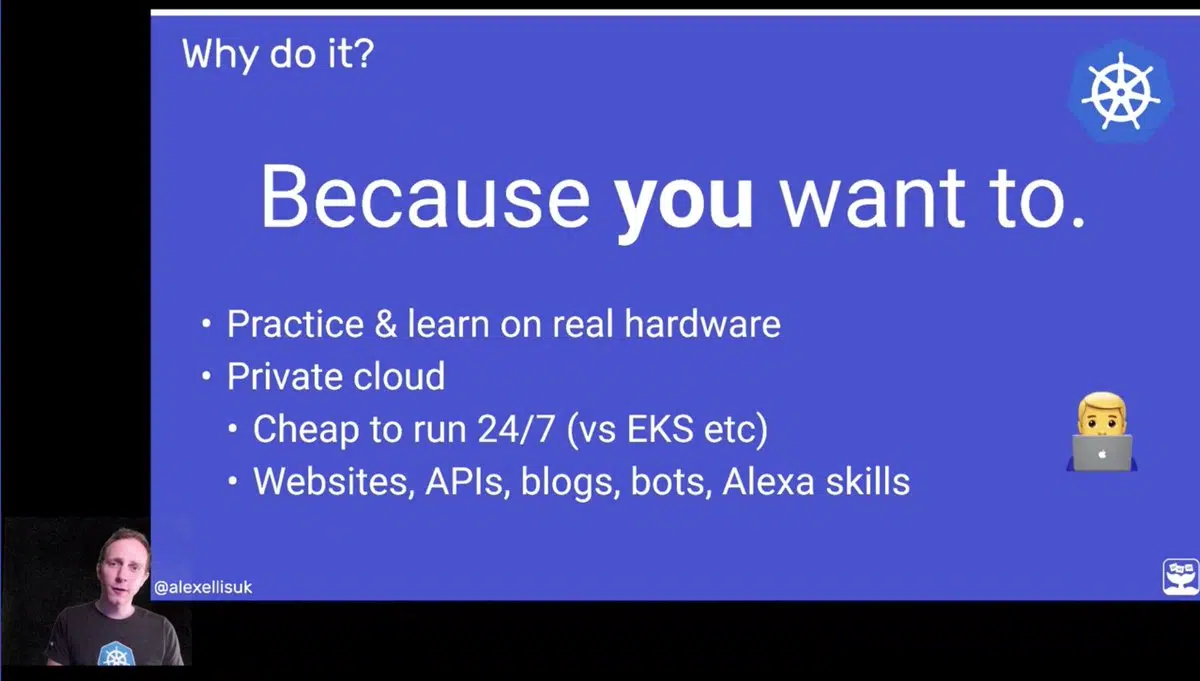 Why do it?
Because you want to.
• Practice & learn on real hardware
• Private cloud
• Cheap to run 24/7 (vs EKS etc)
• Websites, APIs, blogs, bots, Alexa skills
@alexellisuk